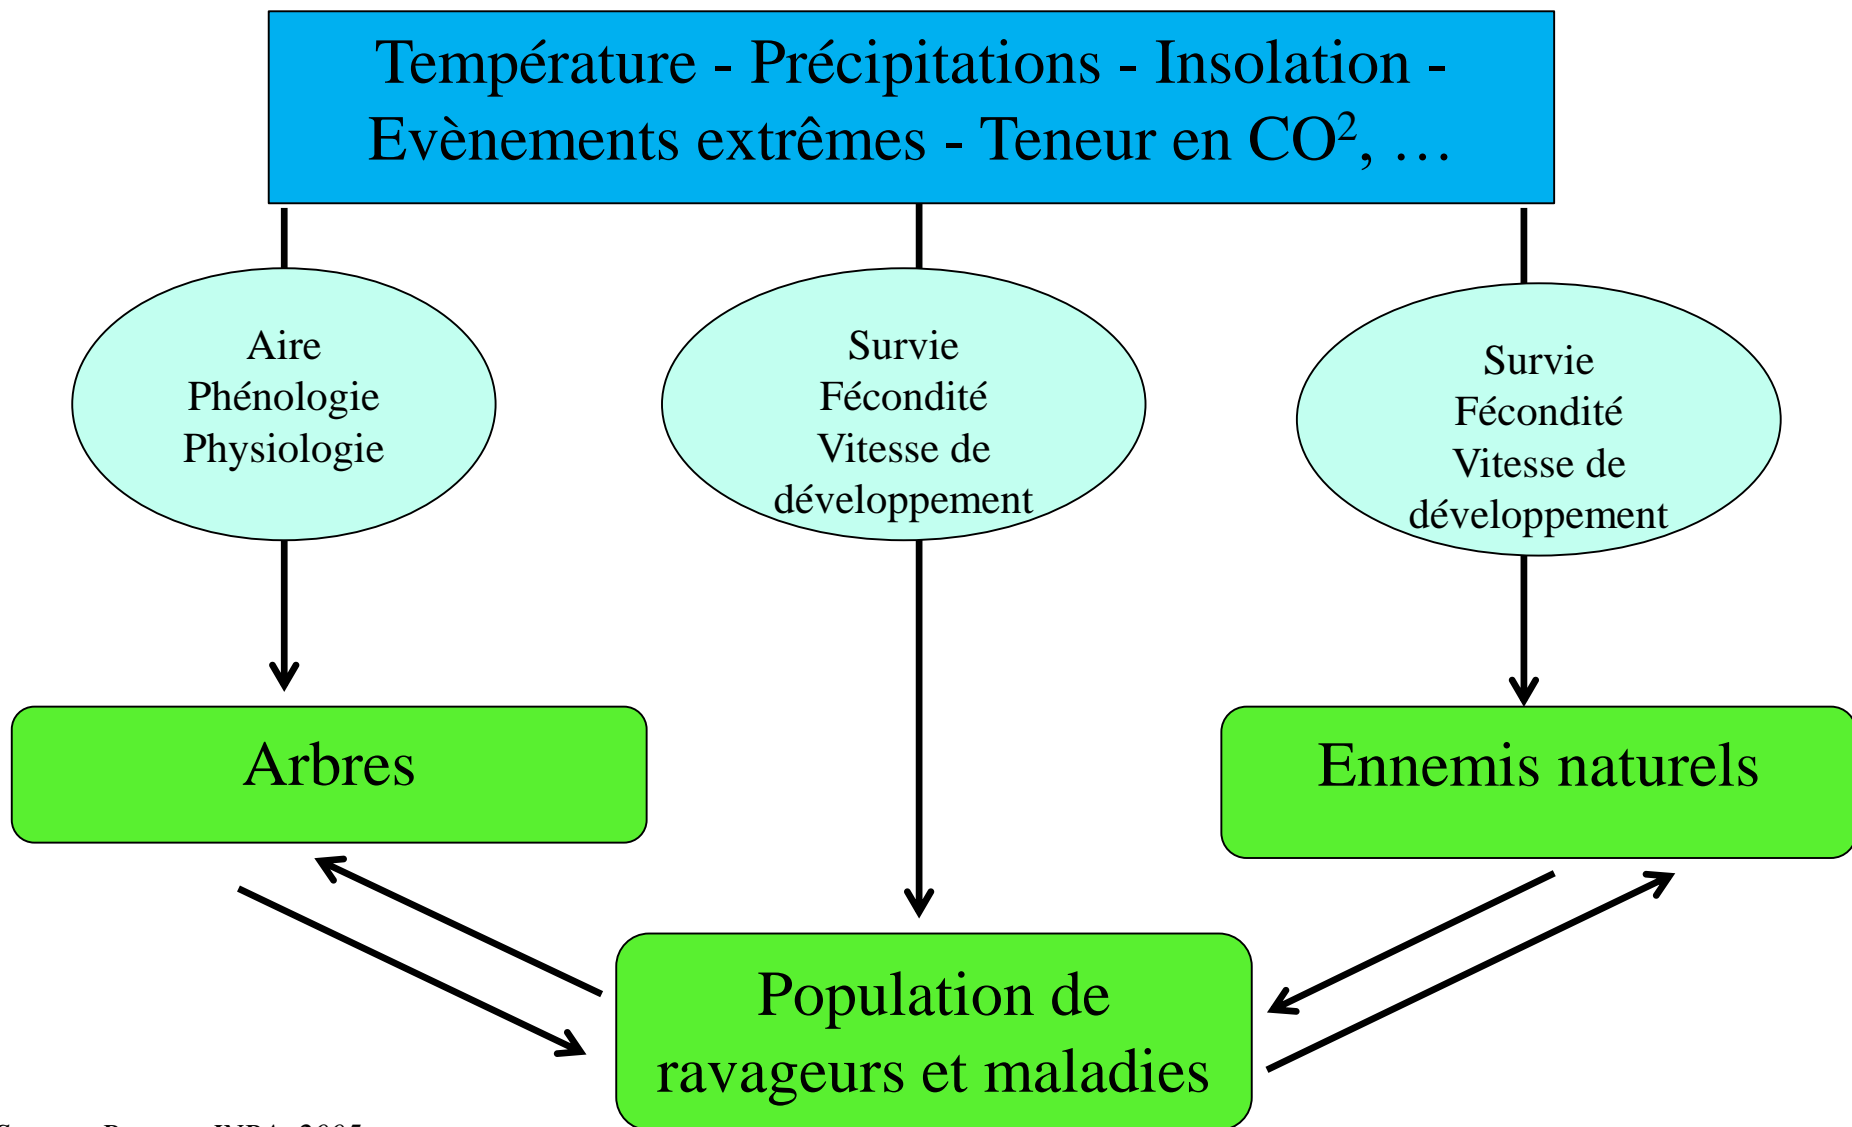 Température - Précipitations - Insolation -
Evènements extrêmes - Teneur en CO², …
Aire
Phénologie
Physiologie
Survie
Fécondité
Vitesse de
développement
Survie
Fécondité
Vitesse de
développement
Arbres
Ennemis naturels
Population de
ravageurs et maladies